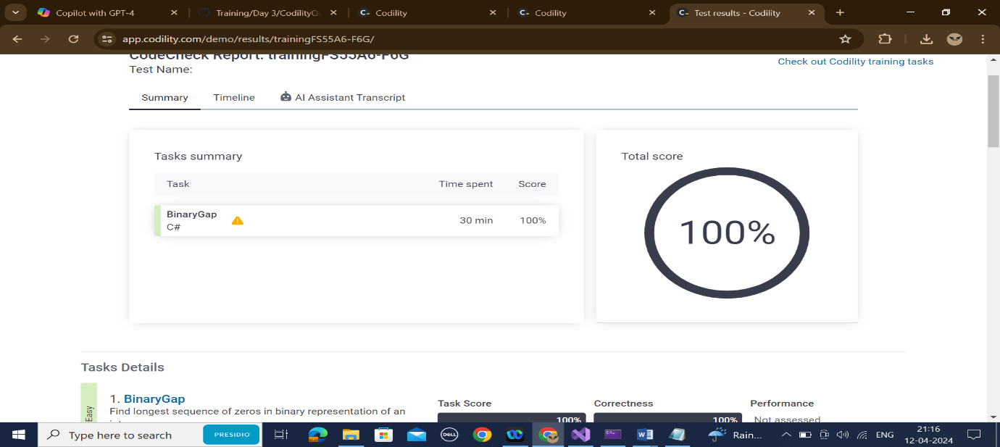 Copilot with GPT-4
Training/Day 3/CodilityQ
Codility
Codility
Test results - Codility
app.codility.com/demo/results/trainingFS55A6-F6G/
CodeCheck Report: trainingFS55A6-F6G
Test Name:
Check out Codility training tasks
Summary
Timeline
AI Assistant Transcript
Tasks summary
Task Time spent Score
BinaryGap
C#
30 min 100%
Total score
100%
Tasks Details
Easy
1. BinaryGap
Find longest sequence of zeros in binary representation of an
Task Score
100%
Correctness
100%
Performance
Not assessed
Type here to search
PRESIDIO
DELL
Rain...
ENG
21:16
12-04-2024